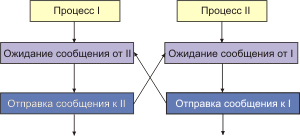 Процесс I
Процесс II
Ожидание сообщения от II
Ожидание сообщения от I
Отправка сообщения к II
Отправка сообщения к I